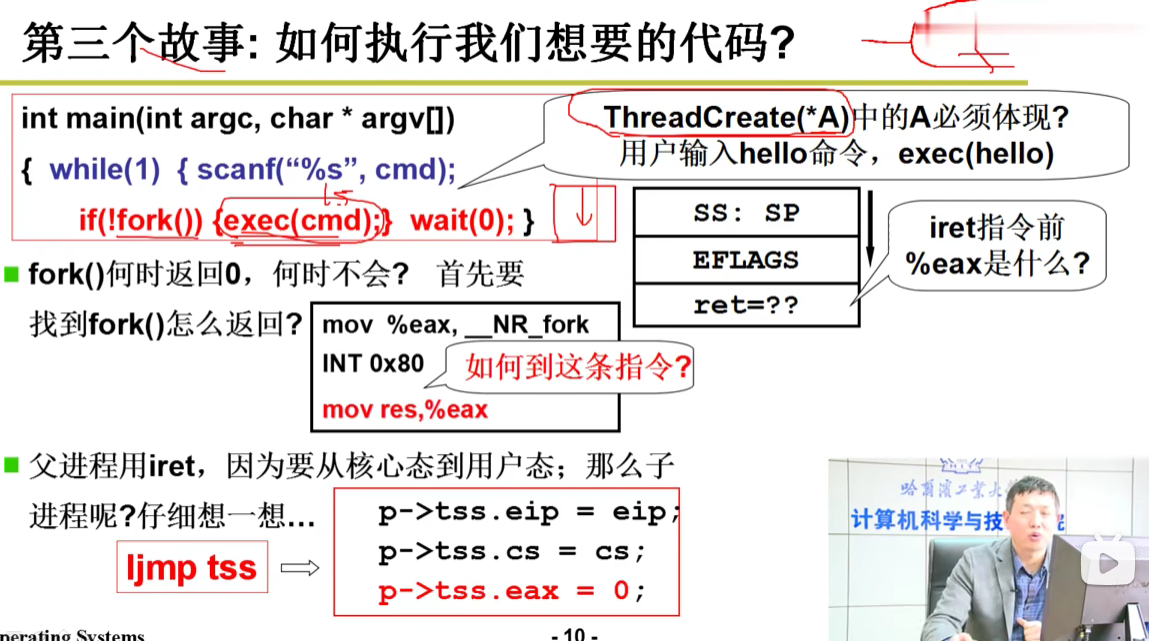 第三个故事: 如何执行我们想要的代码?
int main(int argc, char * argv[])
{ while(1) { scanf(“%s”, cmd);
if(!fork()) {exec(cmd);} wait(0); }
ThreadCreate(*A)中的A必须体现?
用户输入hello命令，exec(hello)
ls
SS: SP
EFLAGS
ret=??
iret指令前
%eax是什么?
fork()何时返回0，何时不会? 首先要
找到fork()怎么返回?
mov %eax, __NR_fork
INT 0x80
如何到这条指令?
mov res,%eax
父进程用iret，因为要从核心态到用户态；那么子
进程呢?仔细想一想…
ljmp tss
p->tss.eip = eip;
p->tss.cs = cs;
p->tss.eax = 0;
哈尔滨工业大
计算机科学与技
perating Systems
- 10 -